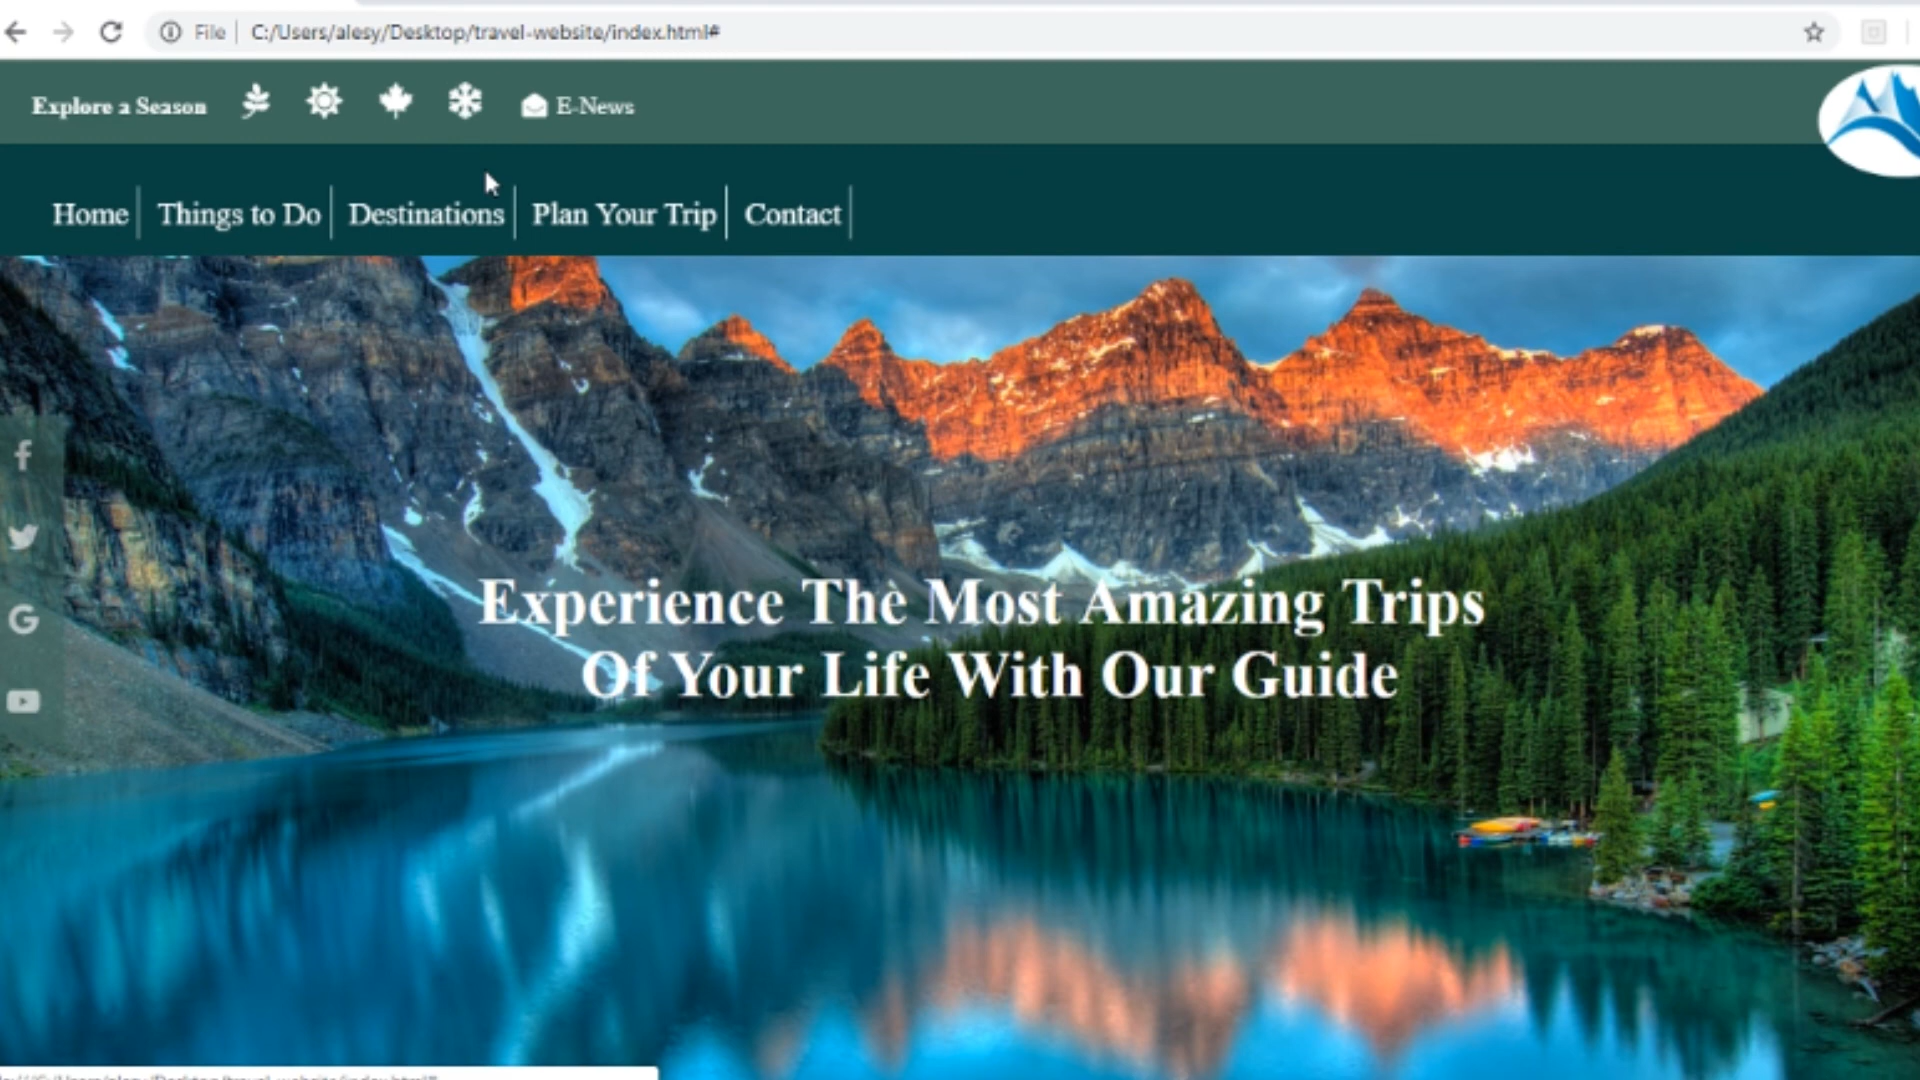 File C:/Users/alesy/Desktop/travel-website/index.html#
Explore a Season E-News
Home Things to Do Destinations Plan Your Trip Contact
Experience The Most Amazing Trips
Of Your Life With Our Guide